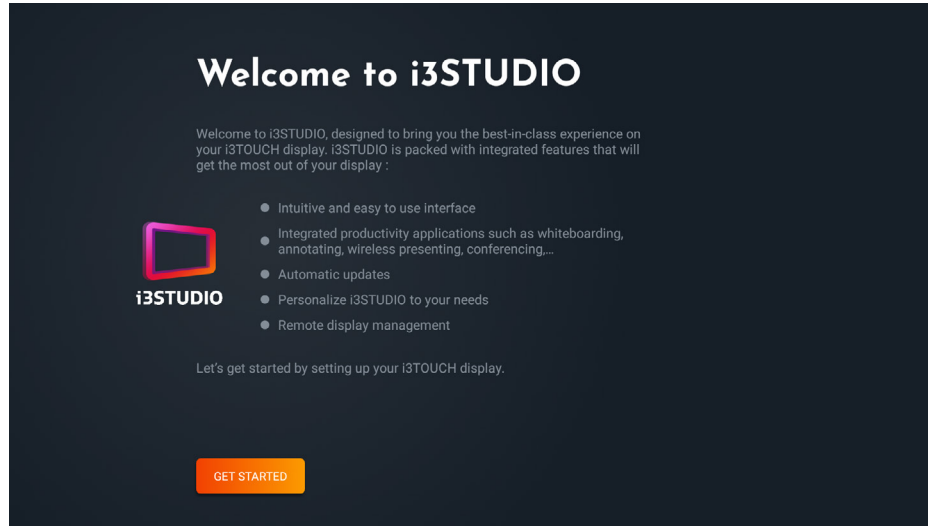 Welcome to i3STUDIO
Welcome to i3STUDIO, designed to bring you the best-in-class experience on
your i3TOUCH display. i3STUDIO is packed with integrated features that will
get the most out of your display :
Intuitive and easy to use interface
Integrated productivity applications such as whiteboarding,
annotating, wireless presenting, conferencing,...
Automatic updates
i3STUDIO
Personalize i3STUDIO to your needs
Remote display management
Let's get started by setting up your i3TOUCH display.
GET STARTED